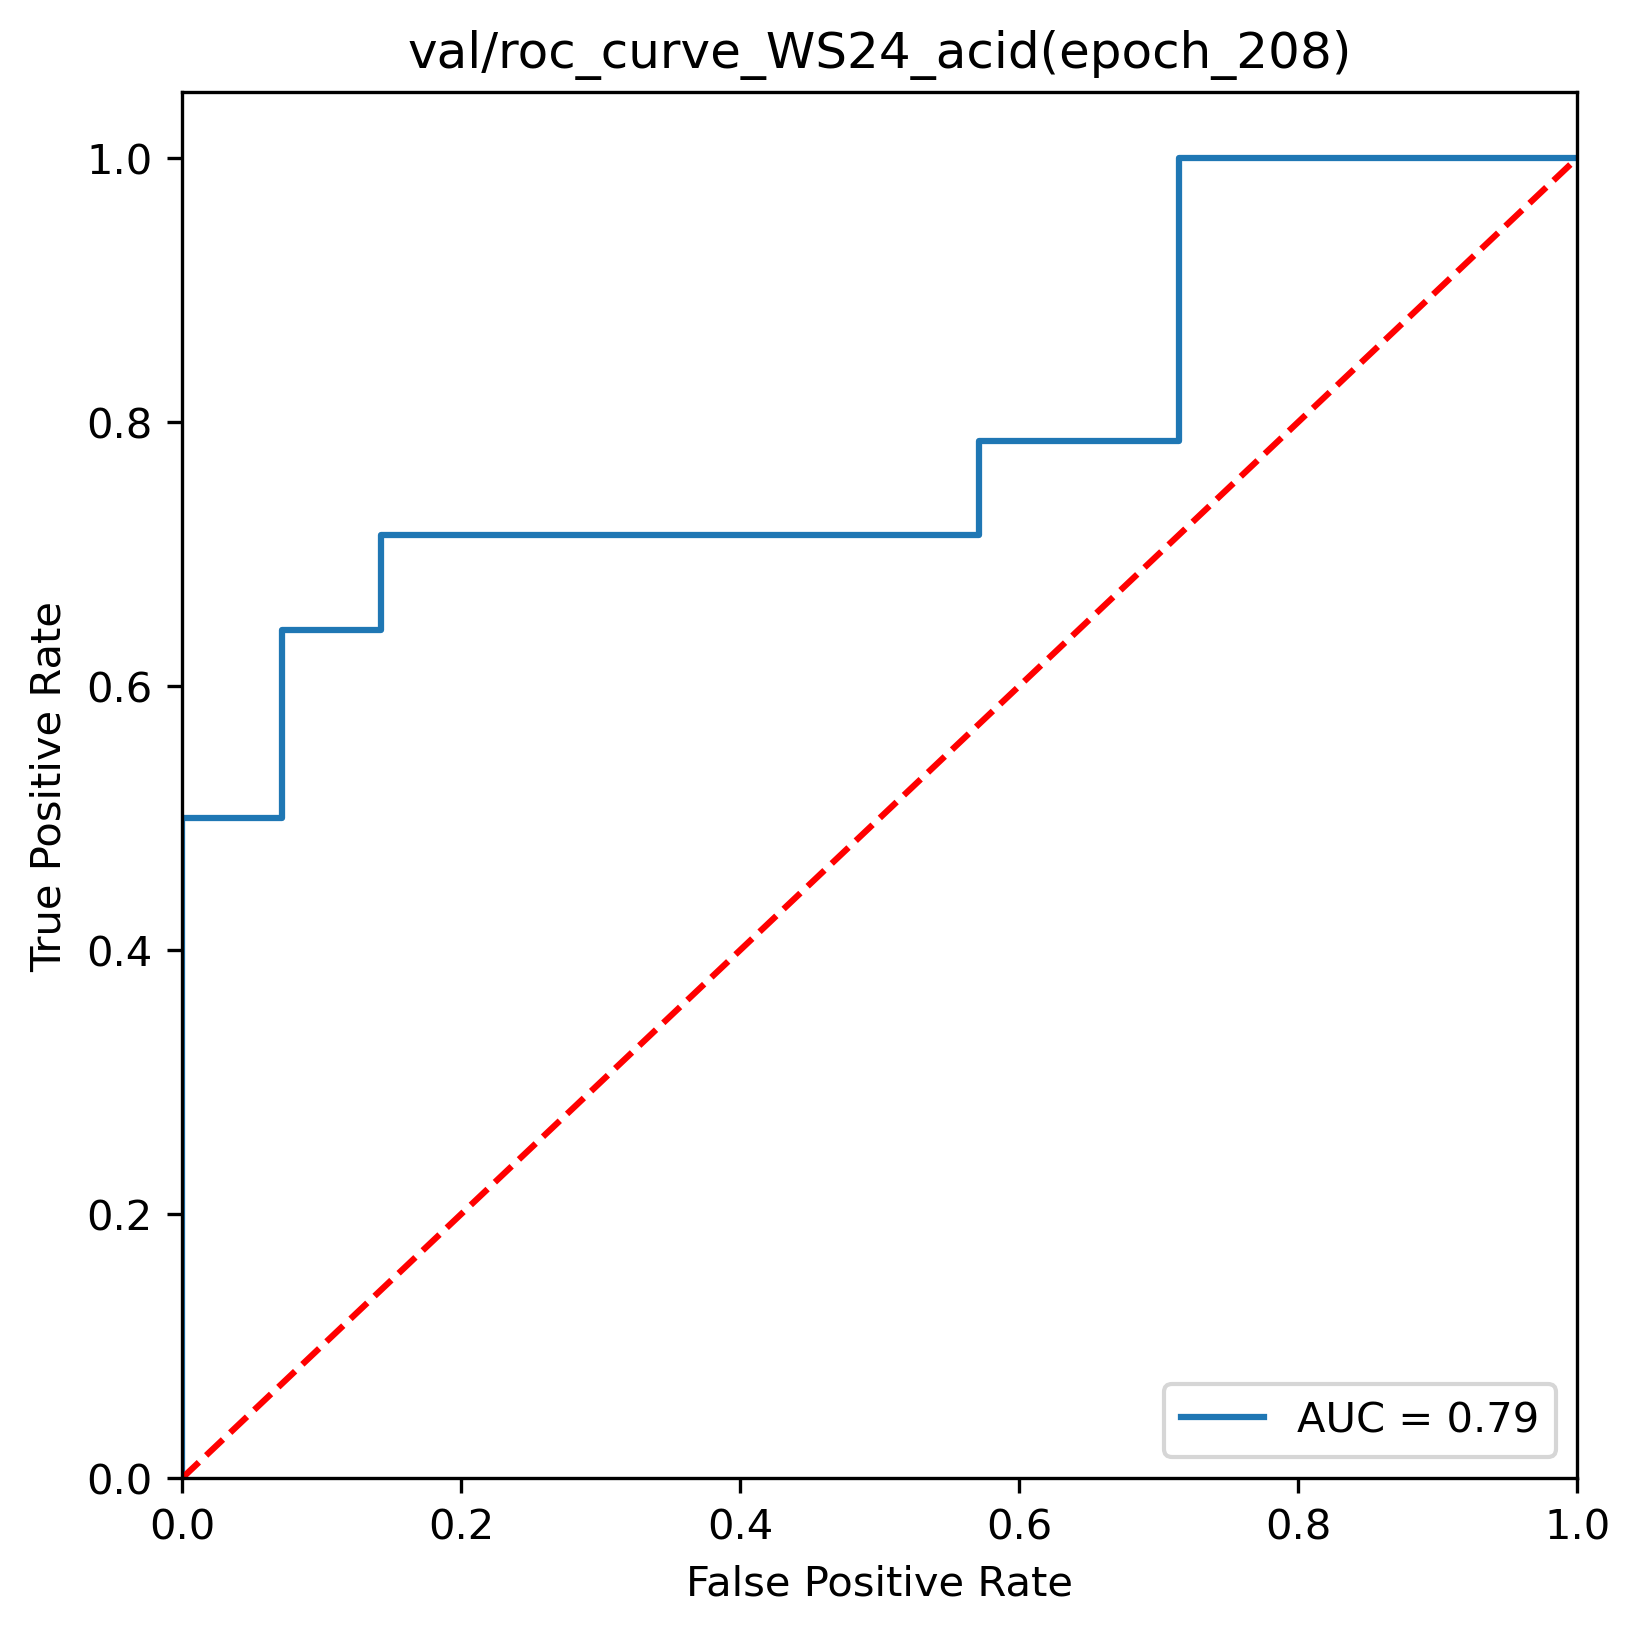 val/roc_curve_WS24_acid(epoch_208)
True Positive Rate
1.0
0.8
0.6
0.4
0.2
0.0
AUC = 0.79
0.0 0.2 0.4 0.6 0.8 1.0
False Positive Rate